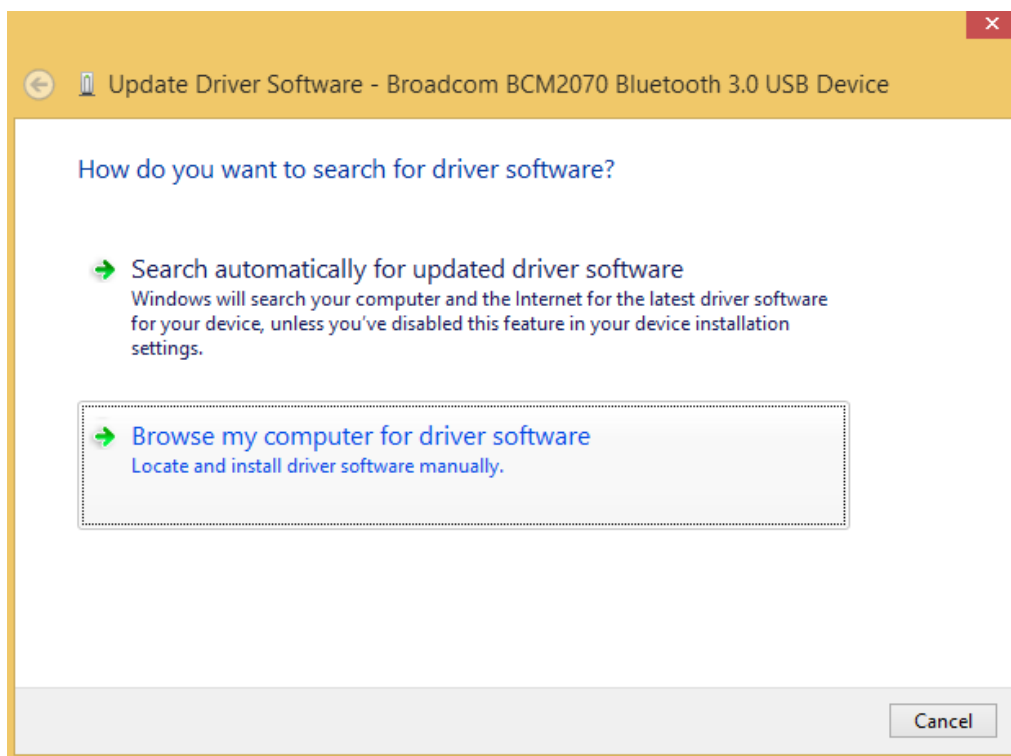 Update Driver Software - Broadcom BCM2070 Bluetooth 3.0 USB Device
How do you want to search for driver software?
Search automatically for updated driver software
Windows will search your computer and the Internet for the latest driver software
for your device, unless you've disabled this feature in your device installation
settings.
Browse my computer for driver software
Locate and install driver software manually.
Cancel